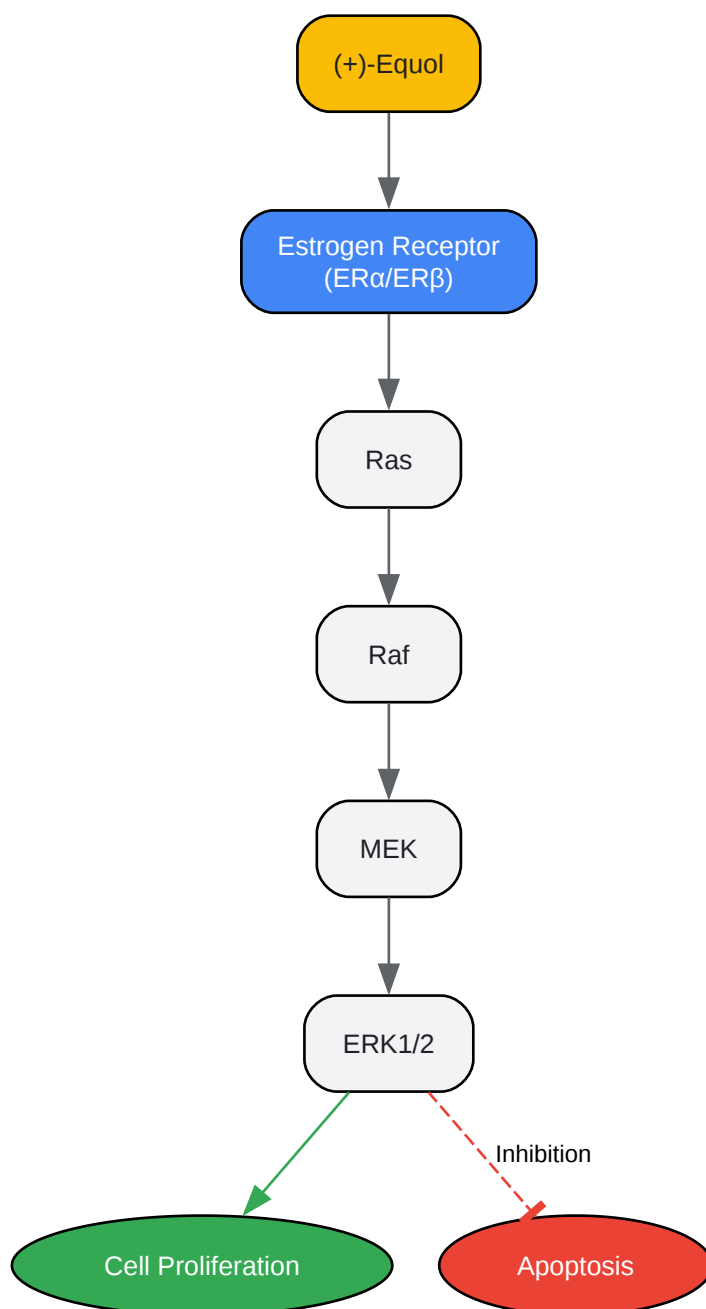 (+)-Equol
Estrogen Receptor
(ERα/ERβ)
Ras
Raf
MEK
ERK1/2
Inhibition
Cell Proliferation
Apoptosis